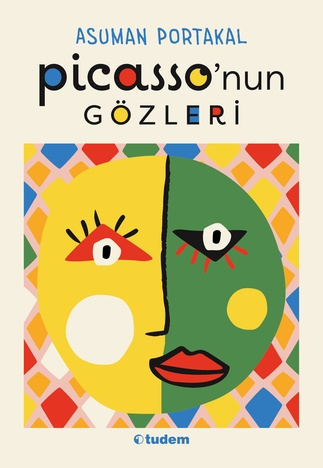 ASUMAN PORTAKAL
picasso'nun
GÖZLERİ
tudem